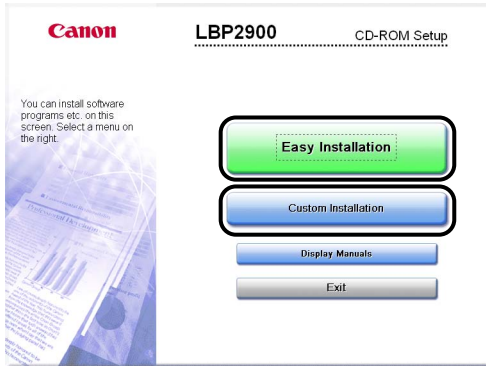 Canon
LBP2900
CD-ROM Setup
You can install software
programs etc. on this
screen. Select a menu on
the right.
Easy Installation
Custom Installation
Display Manuals
Exit